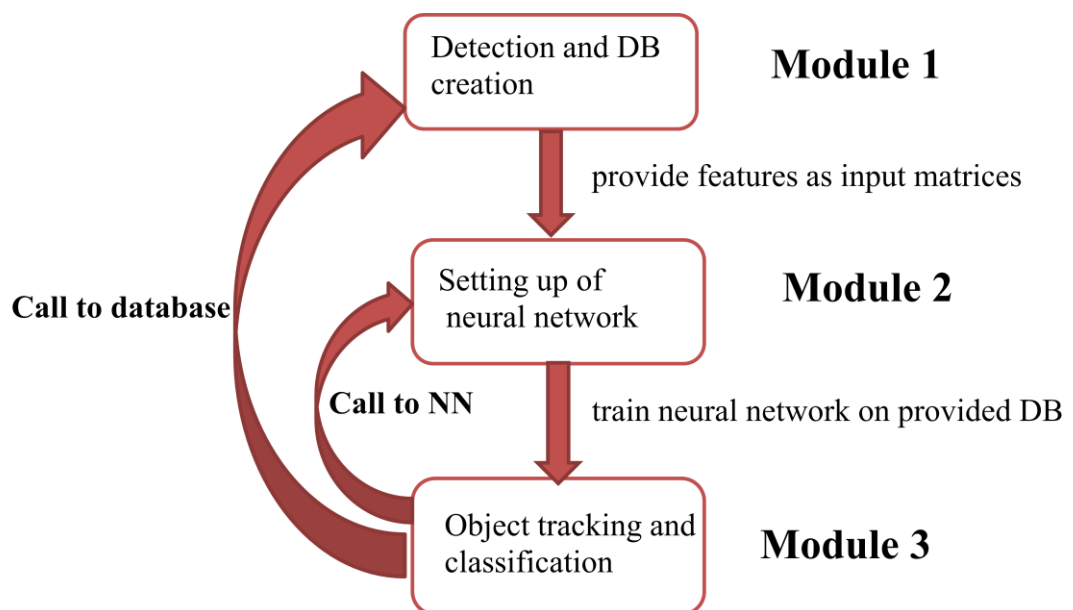 Detection and DB
creation
Module 1
provide features as input matrices
Setting up of
neural network
Module 2
Call to database
Call to NN
train neural network on provided DB
Object tracking and
classification
Module 3